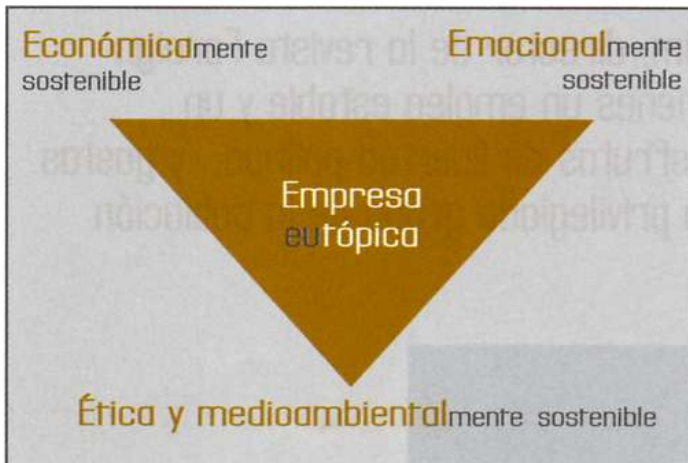 Económicamente
sostenible
Emocionalmente
sostenible
Empresa
eutópica
Ética y medioambientalmente sostenible